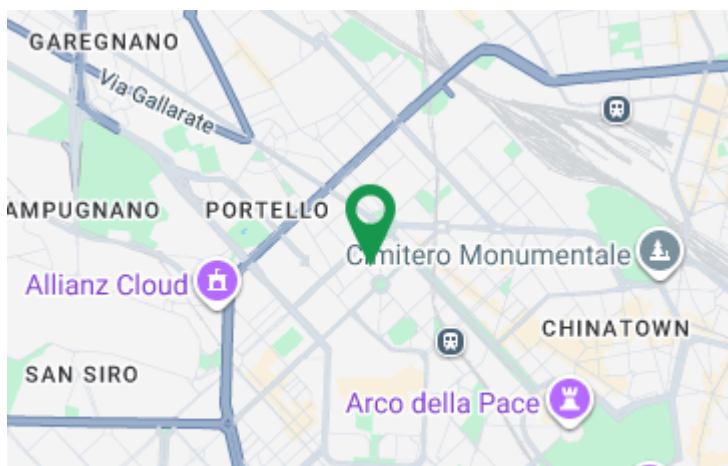 GAREGNANO
Via Gallarate
AMPUGNANO
PORTELLO
Cimitero Monumentale
Allianz Cloud
CHINATOWN
SAN SIRO
Arco della Pace